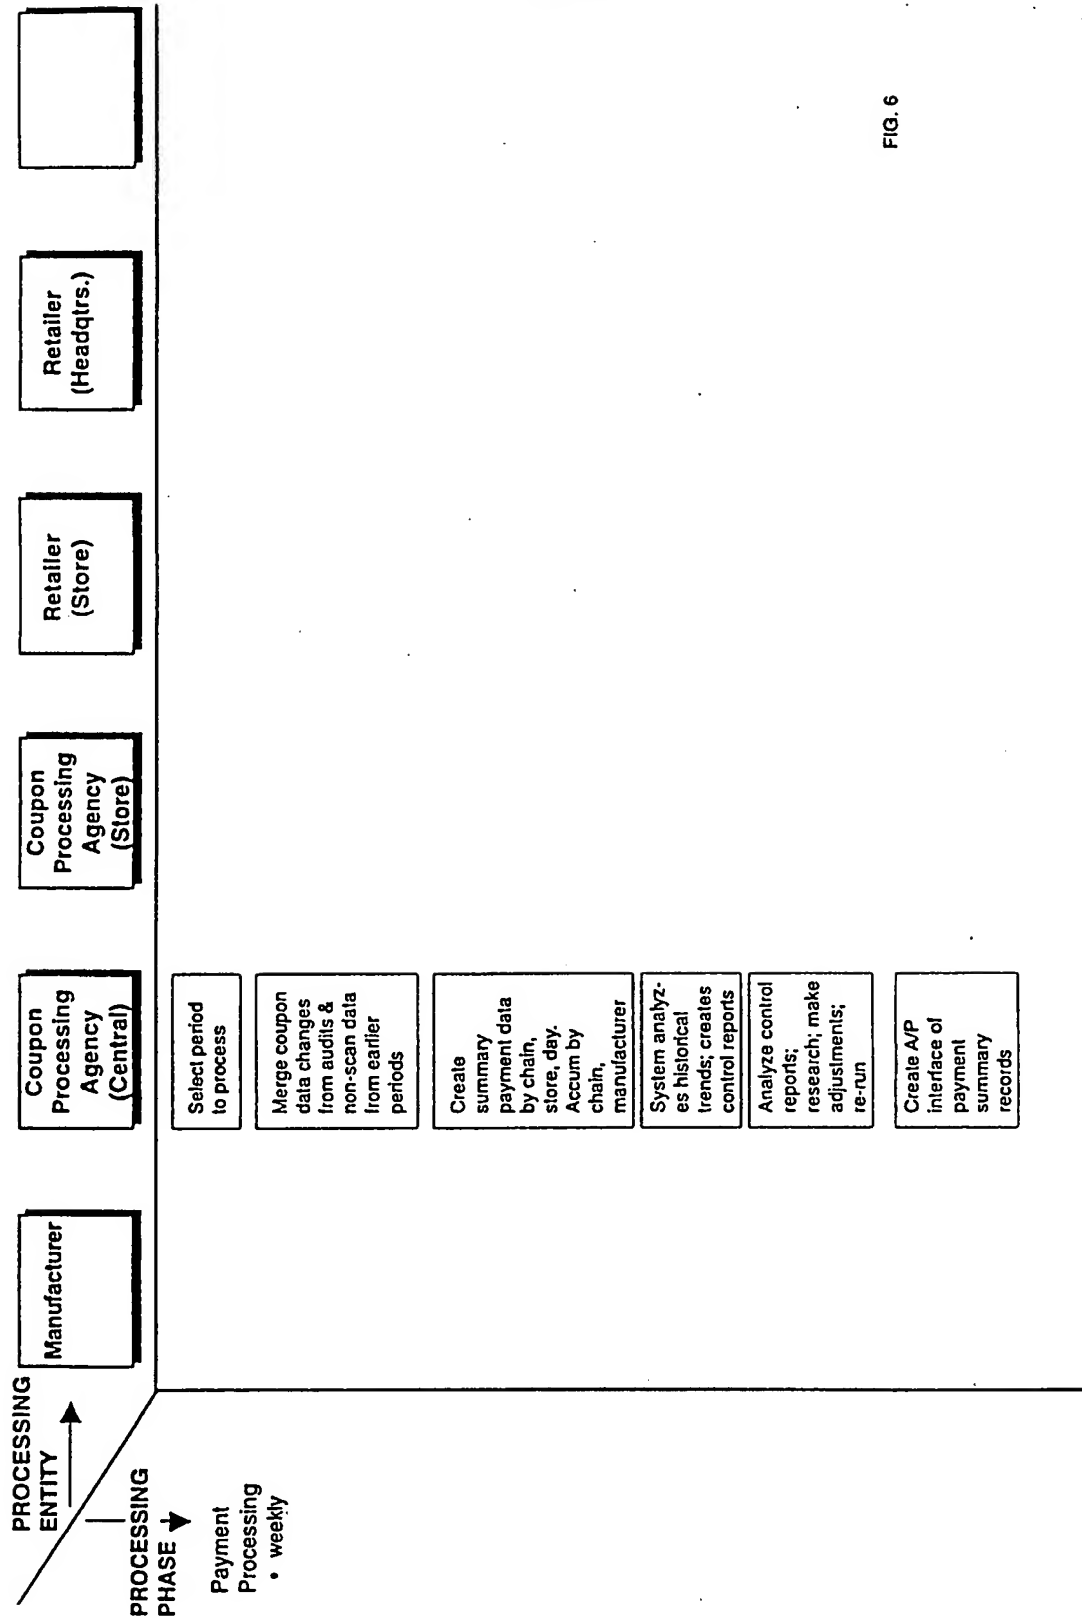 PROCESSING
ENTITY
PROCESSING
PHASE
Manufacturer
Coupon
Processing
Agency
(Central)
Coupon
Processing
Agency
(Store)
Retailer
(Store)
Retailer
(Headqtrs.)
Payment
Processing
• weekly
Select period
to process
Merge coupon
data changes
from audits &
non-scan data
from earlier
periods
Create
summary
payment data
by chain,
store, day.
Accum by
chain,
manufacturer
System analyz-
es historical
trends; creates
control reports
Analyze control
reports;
research; make
adjustments;
re-run
Create A/P
interface of
payment
summary
records
FIG. 6